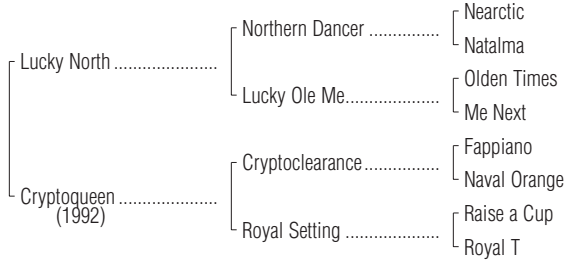 Nearctic
Northern Dancer ...............
Natalma
Lucky North ......................
Olden Times
Lucky Ole Me....................
Me Next
Fappiano
Cryptoclearance................
Naval Orange
Cryptoqueen ....................
(1992)
Raise a Cup
Royal Setting ....................
Royal T